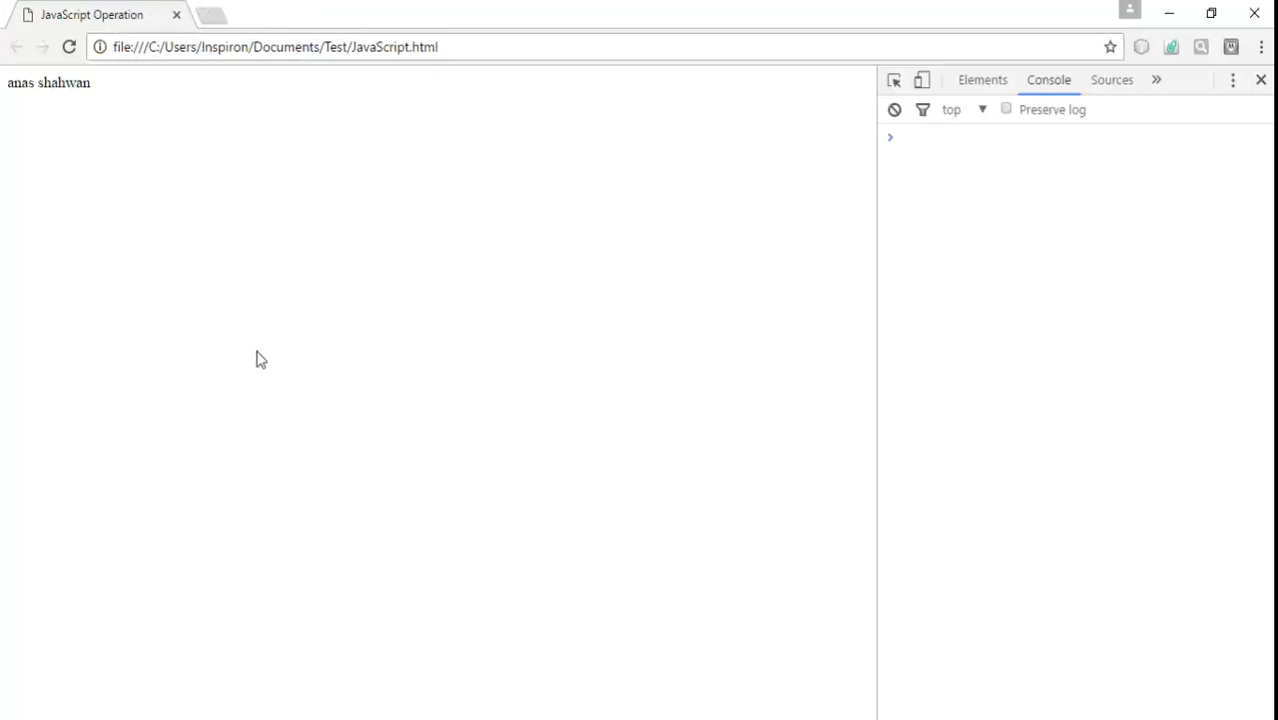 JavaScript Operation
file:///C:/Users/Inspiron/Documents/Test/JavaScript.html
anas shahwan
Elements Console Sources
top Preserve log